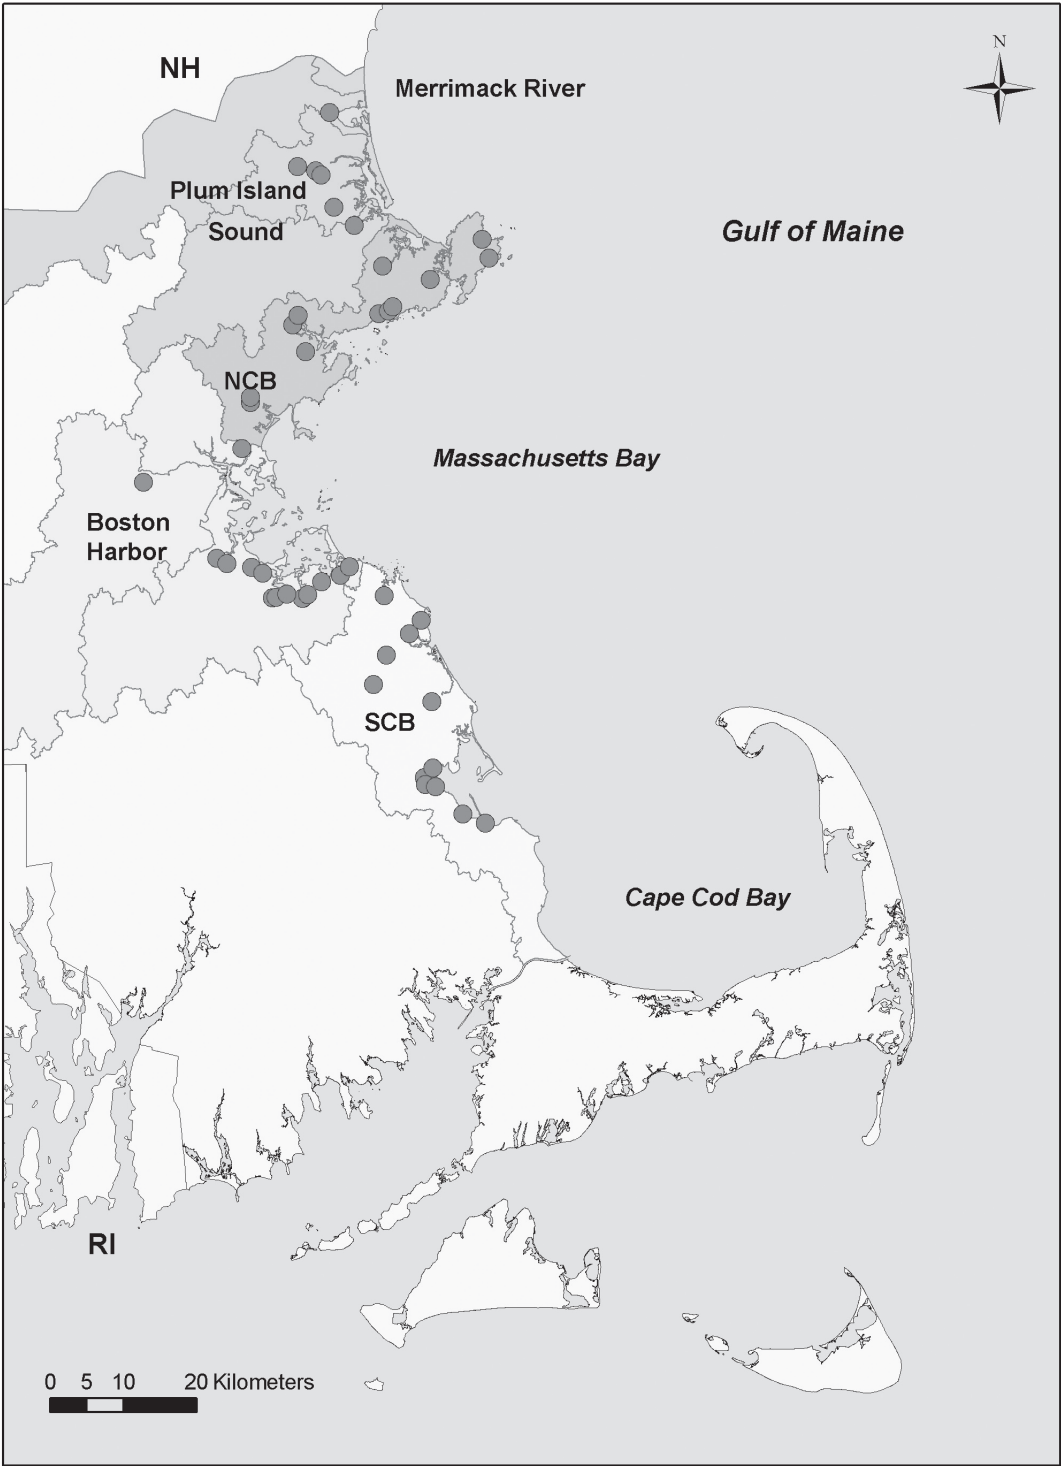 N
NH
Merrimack River
Plum Island
Sound
Gulf of Maine
NCB
Massachusetts Bay
Boston
Harbor
SCB
Cape Cod Bay
RI
0 5 10 20 Kilometers